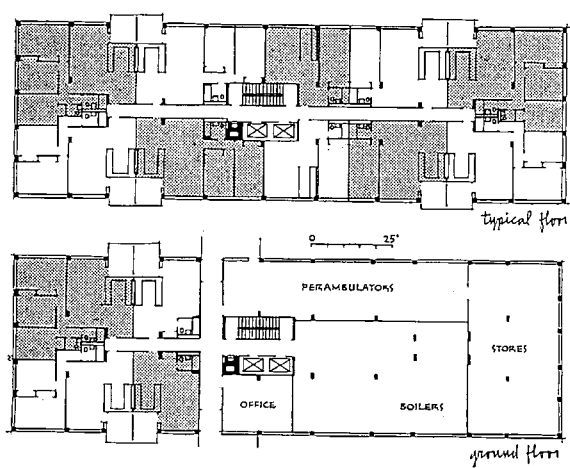 typical floor
0 25'
PERAMBULATORS
STORES
OFFICE
BOILERS
ground floor